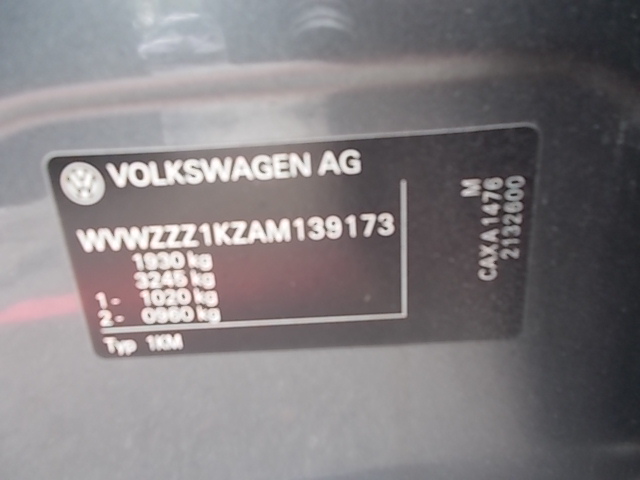 VOLKSWAGEN AG
WVWZZZ1KZAM139173
1930 kg
3245 kg
1 - 1020 kg
2 - 0960 kg
Typ 1KM
M
CAXA1476
2132600